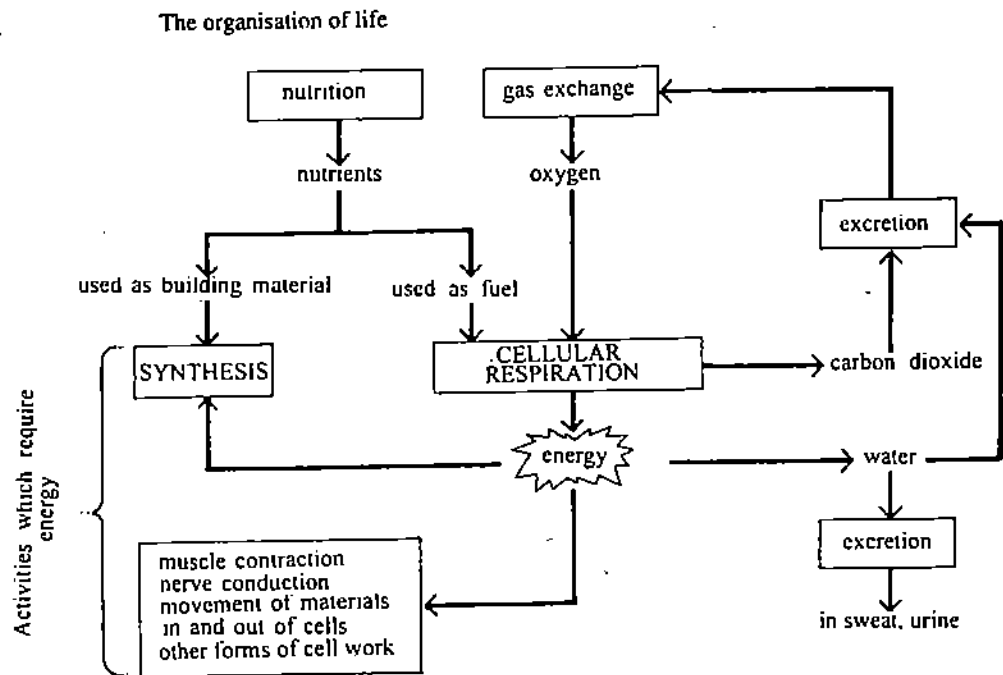 The organisation of life
nutrition
gas exchange
nutrients
oxygen
excretion
used as building material
used as fuel
SYNTHESIS
CELLULAR
RESPIRATION
carbon dioxide
energy
water
excretion
in sweat, urine
Activities which require
energy
muscle contraction
nerve conduction
movement of materials
in and out of cells
other forms of cell work